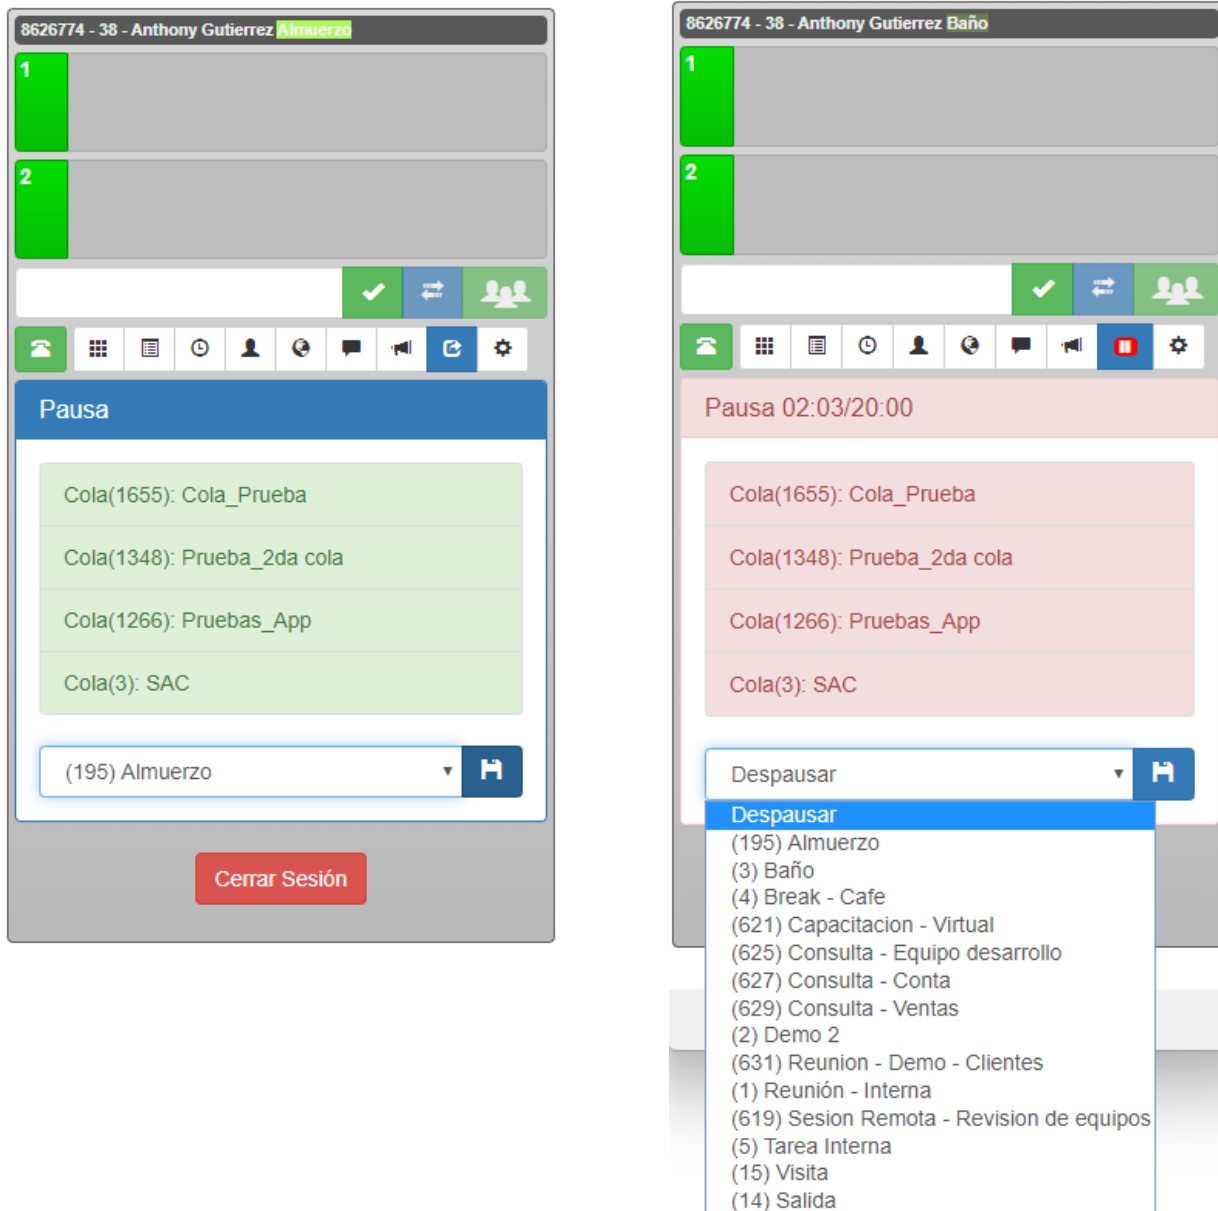 8626774 - 38 - Anthony Gutierrez Almuerzo
1
2
Pausa
Cola(1655): Cola_Prueba
Cola(1348): Prueba_2da cola
Cola(1266): Pruebas_App
Cola(3): SAC
(195) Almuerzo
Cerrar Sesión
8626774 - 38 - Anthony Gutierrez Baño
1
2
Pausa 02:03/20:00
Cola(1655): Cola_Prueba
Cola(1348): Prueba_2da cola
Cola(1266): Pruebas_App
Cola(3): SAC
Despausar
Despausar
(195) Almuerzo
(3) Baño
(4) Break - Cafe
(621) Capacitacion - Virtual
(625) Consulta - Equipo desarrollo
(627) Consulta - Conta
(629) Consulta - Ventas
(2) Demo 2
(631) Reunion - Demo - Clientes
(1) Reunión - Interna
(619) Sesion Remota - Revision de equipos
(5) Tarea Interna
(15) Visita
(14) Salida